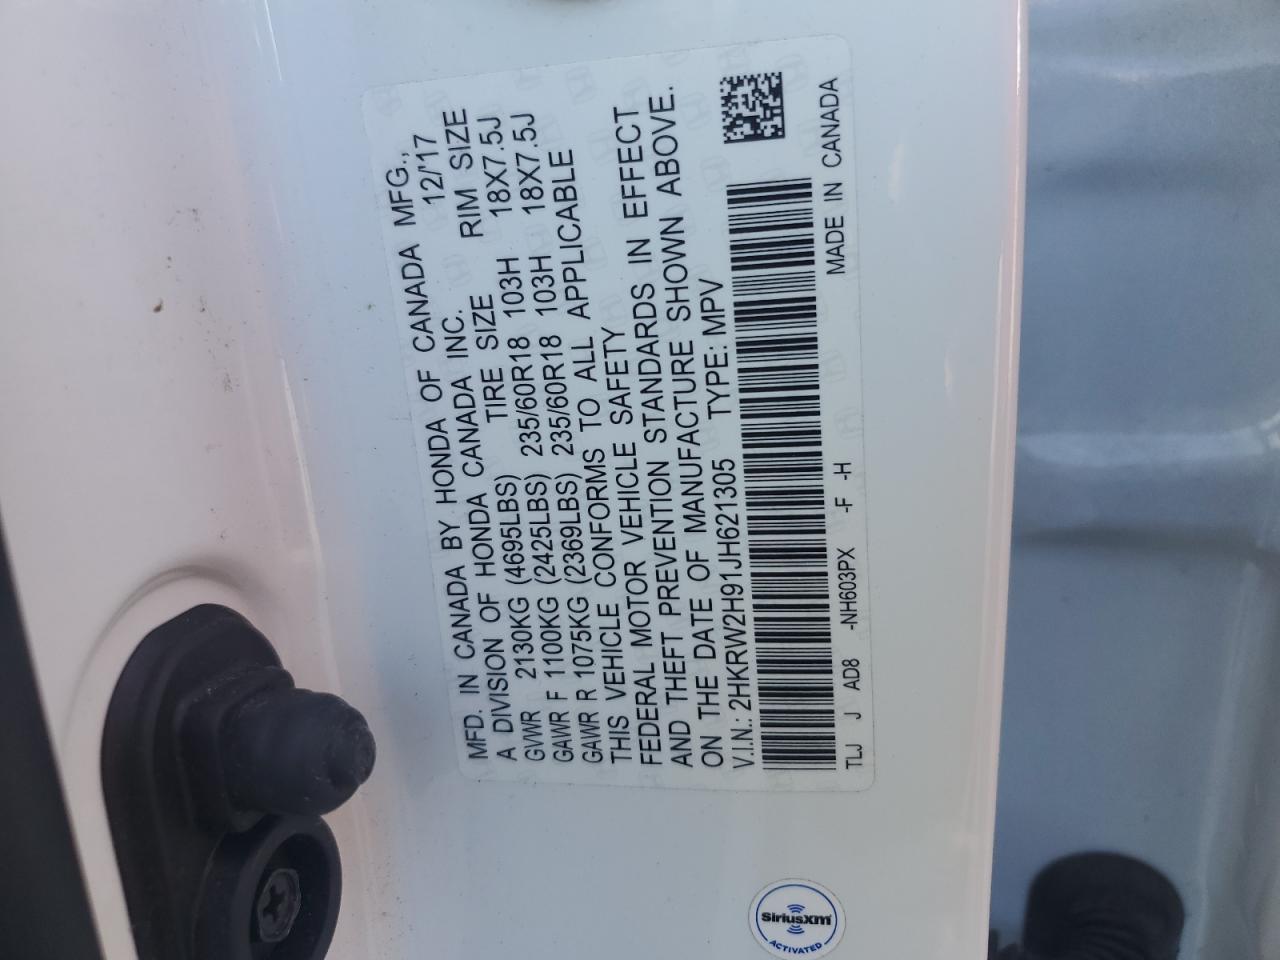 MFD. IN CANADA BY HONDA OF CANADA MFG.,
A DIVISION OF HONDA CANADA INC. 12/'17
GVWR 2130KG (4695LBS) TIRE SIZE RIM SIZE
GAWR F 1100KG (2425LBS) 235/60R18 103H 18X7.5J
GAWR R 1075KG (2369LBS) 235/60R18 103H 18X7.5J
THIS VEHICLE CONFORMS TO ALL APPLICABLE
FEDERAL MOTOR VEHICLE SAFETY
AND THEFT PREVENTION STANDARDS IN EFFECT
ON THE DATE OF MANUFACTURE SHOWN ABOVE.
V.I.N.: 2HKRW2H91JH621305 TYPE: MPV
TLJ J AD8 -NH603PX -F -H MADE IN CANADA
SiriusXM
ACTIVATED